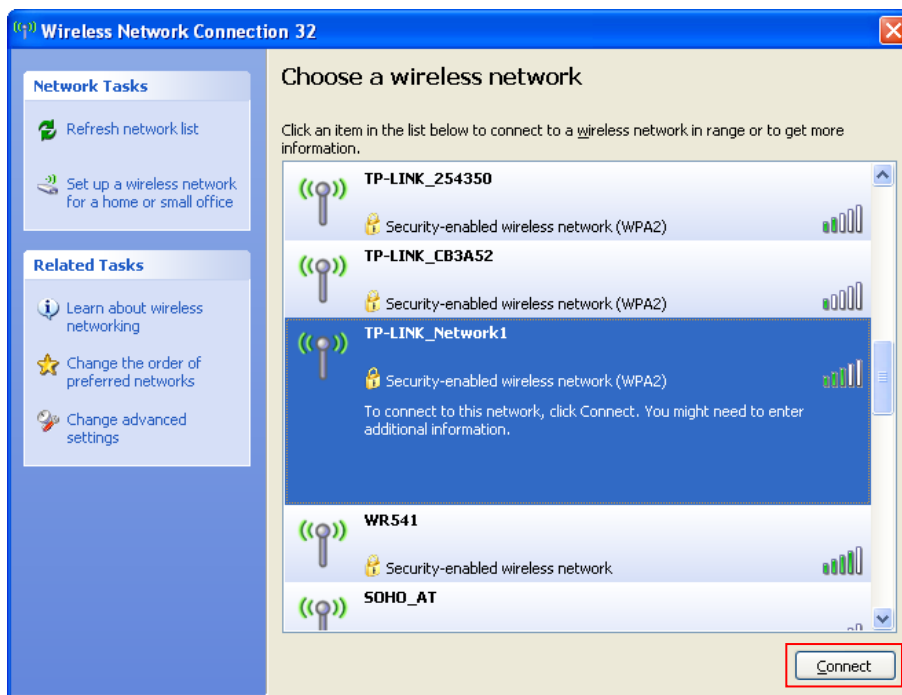 Wireless Network Connection 32
Network Tasks
Refresh network list
Set up a wireless network
for a home or small office
Related Tasks
Learn about wireless
networking
Change the order of
preferred networks
Change advanced
settings
Choose a wireless network
Click an item in the list below to connect to a wireless network in range or to get more
information.
TP-LINK_254350
Security-enabled wireless network (WPA2)
TP-LINK_CB3A52
Security-enabled wireless network (WPA2)
TP-LINK_Network1
Security-enabled wireless network (WPA2)
To connect to this network, click Connect. You might need to enter
additional information.
WR541
Security-enabled wireless network
SOHO_AT
Connect